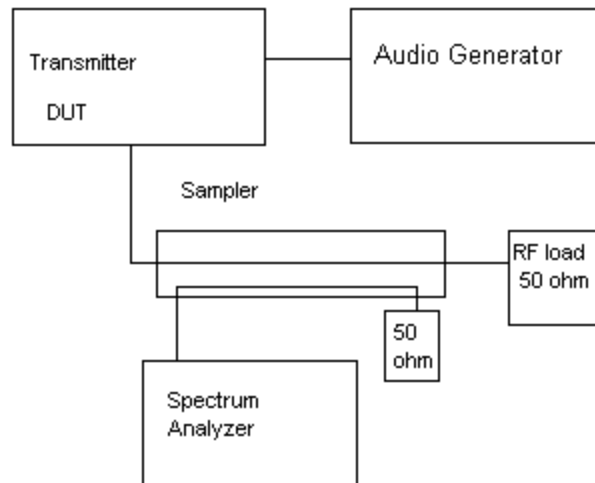 Transmitter
DUT
Audio Generator
Sampler
RF load
50 ohm
50
ohm
Spectrum
Analyzer